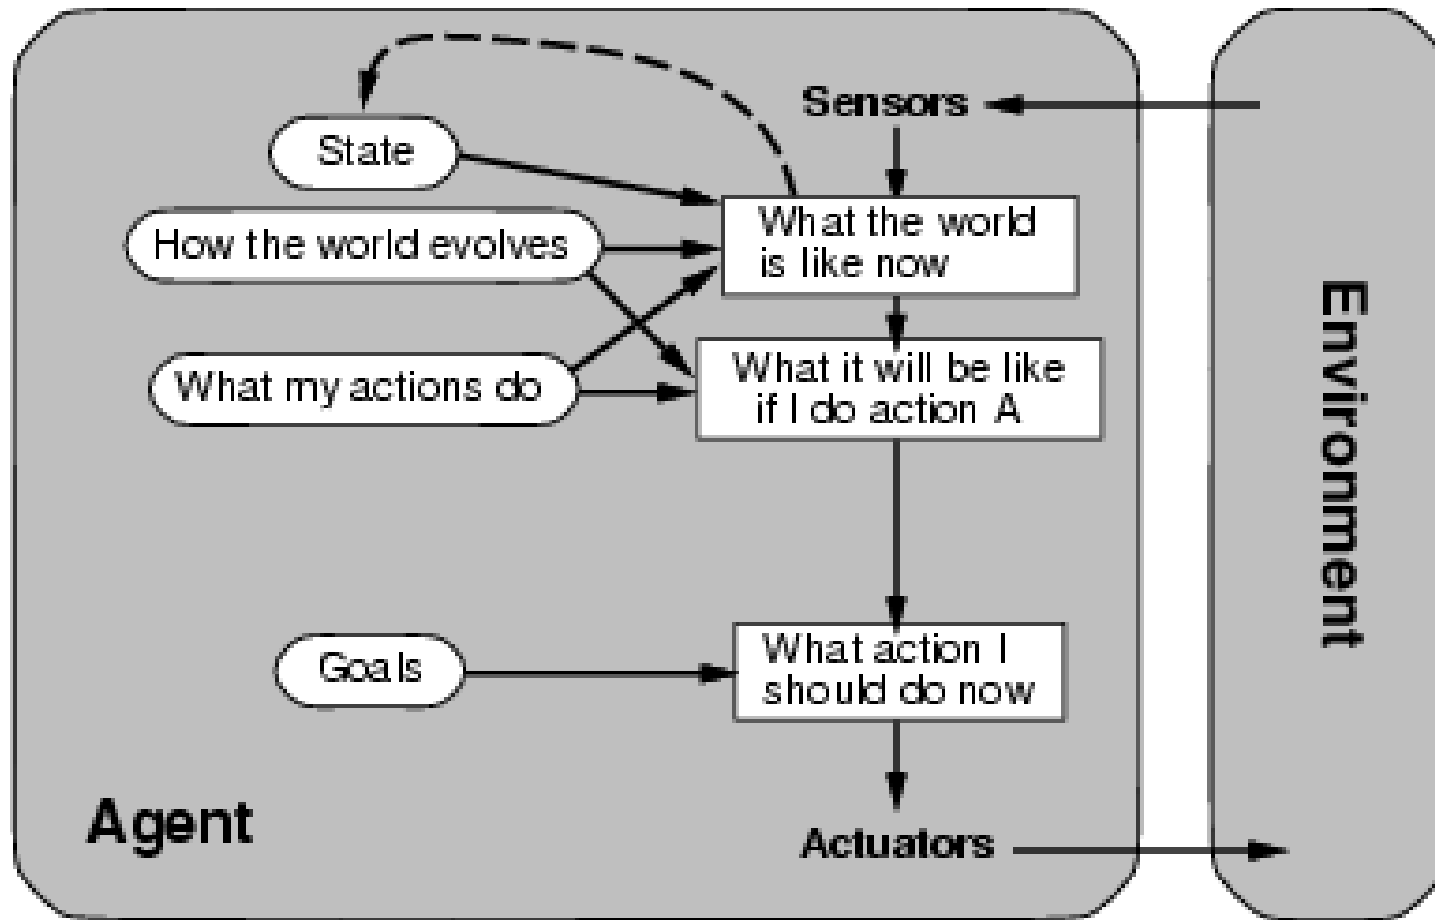 Sensors
State
What the world
is like now
How the world evolves
What my actions do
What it will be like
if I do action A
Goals
What action I
should do now
Agent
Actuators
Environment